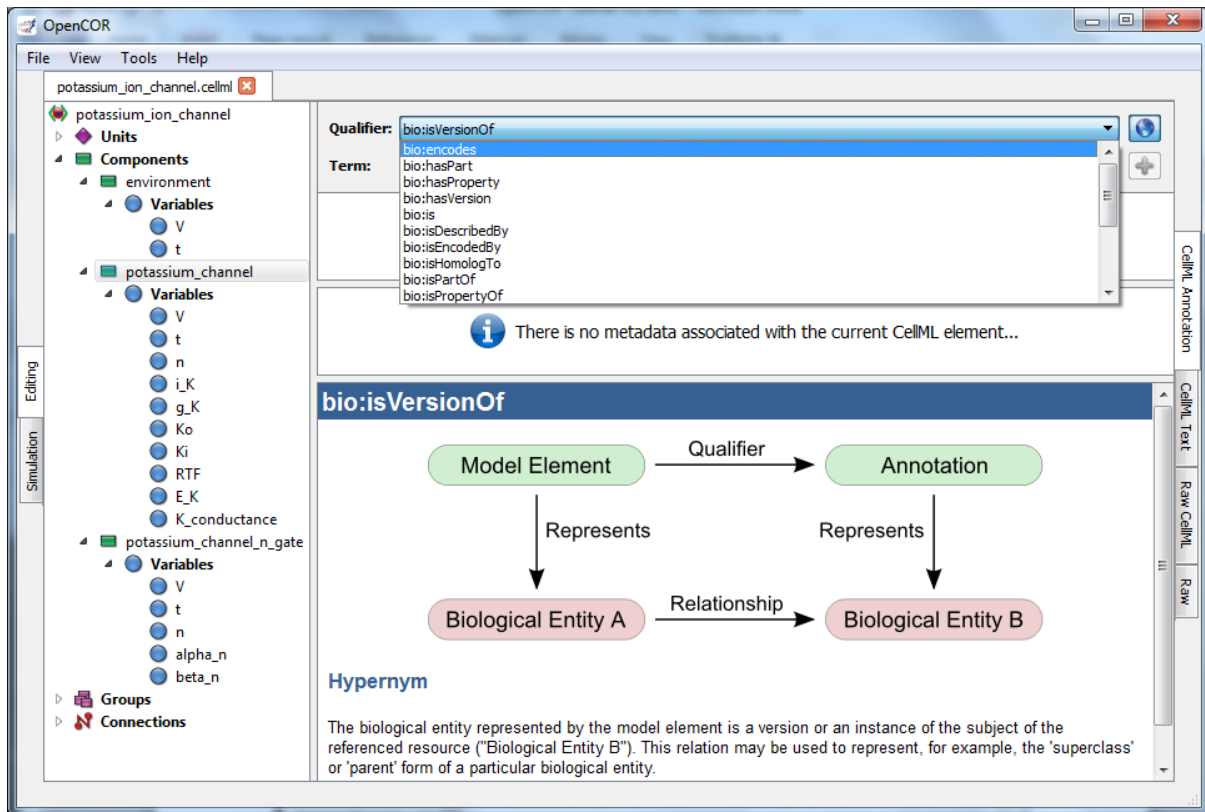 OpenCOR
File View Tools Help
potassium_ion_channel.cellml
potassium_ion_channel
Units
Components
environment
Variables
V
t
potassium_channel
Variables
V
t
n
i_K
g_K
Ko
Ki
RTF
E_K
K_conductance
potassium_channel_n_gate
Variables
V
t
n
alpha_n
beta_n
Groups
Connections
Editing
Simulation
Qualifier: bio:isVersionOf
Term:
bio:encodes
bio:hasPart
bio:hasProperty
bio:hasVersion
bio:is
bio:isDescribedBy
bio:isEncodedBy
bio:isHomologTo
bio:isPartOf
bio:isPropertyOf
There is no metadata associated with the current CellML element...
bio:isVersionOf
Model Element
Qualifier
Annotation
Represents
Represents
Biological Entity A
Relationship
Biological Entity B
Hypernym
The biological entity represented by the model element is a version or an instance of the subject of the
referenced resource ("Biological Entity B"). This relation may be used to represent, for example, the 'superclass'
or 'parent' form of a particular biological entity.
CellML Annotation
CellML Text
Raw CellML
Raw